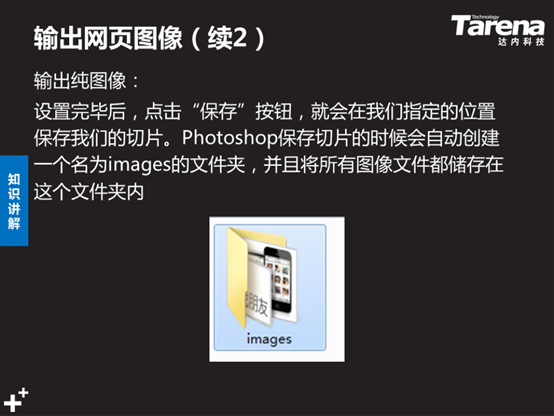 输出网页图像（续2）
Technology
Tarena
达内科技
输出纯图像：
设置完毕后，点击“保存”按钮，就会在我们指定的位置
保存我们的切片。Photoshop保存切片的时候会自动创建
一个名为images的文件夹，并且将所有图像文件都储存在
这个文件夹内
知识讲解
朋友
images